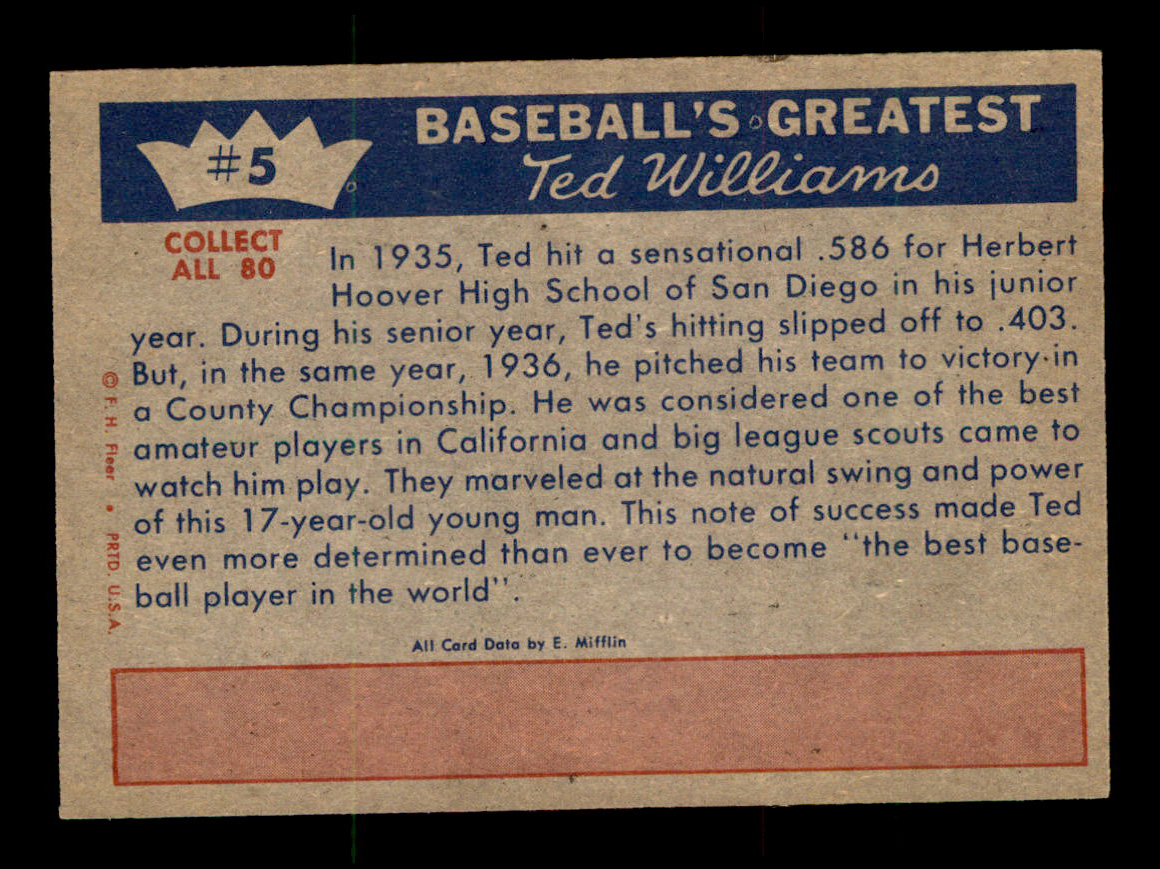 #5
BASEBALL'S GREATEST
Ted Williams
COLLECT
ALL 80
In 1935, Ted hit a sensational .586 for Herbert
Hoover High School of San Diego in his junior
year. During his senior year, Ted's hitting slipped off to .403.
But, in the same year, 1936, he pitched his team to victory in
a County Championship. He was considered one of the best
amateur players in California and big league scouts came to
watch him play. They marveled at the natural swing and power
of this 17-year-old young man. This note of success made Ted
even more determined than ever to become "the best base-
ball player in the world".
© F. H. Fleer • PRTD. U.S.A.
All Card Data by E. Mifflin